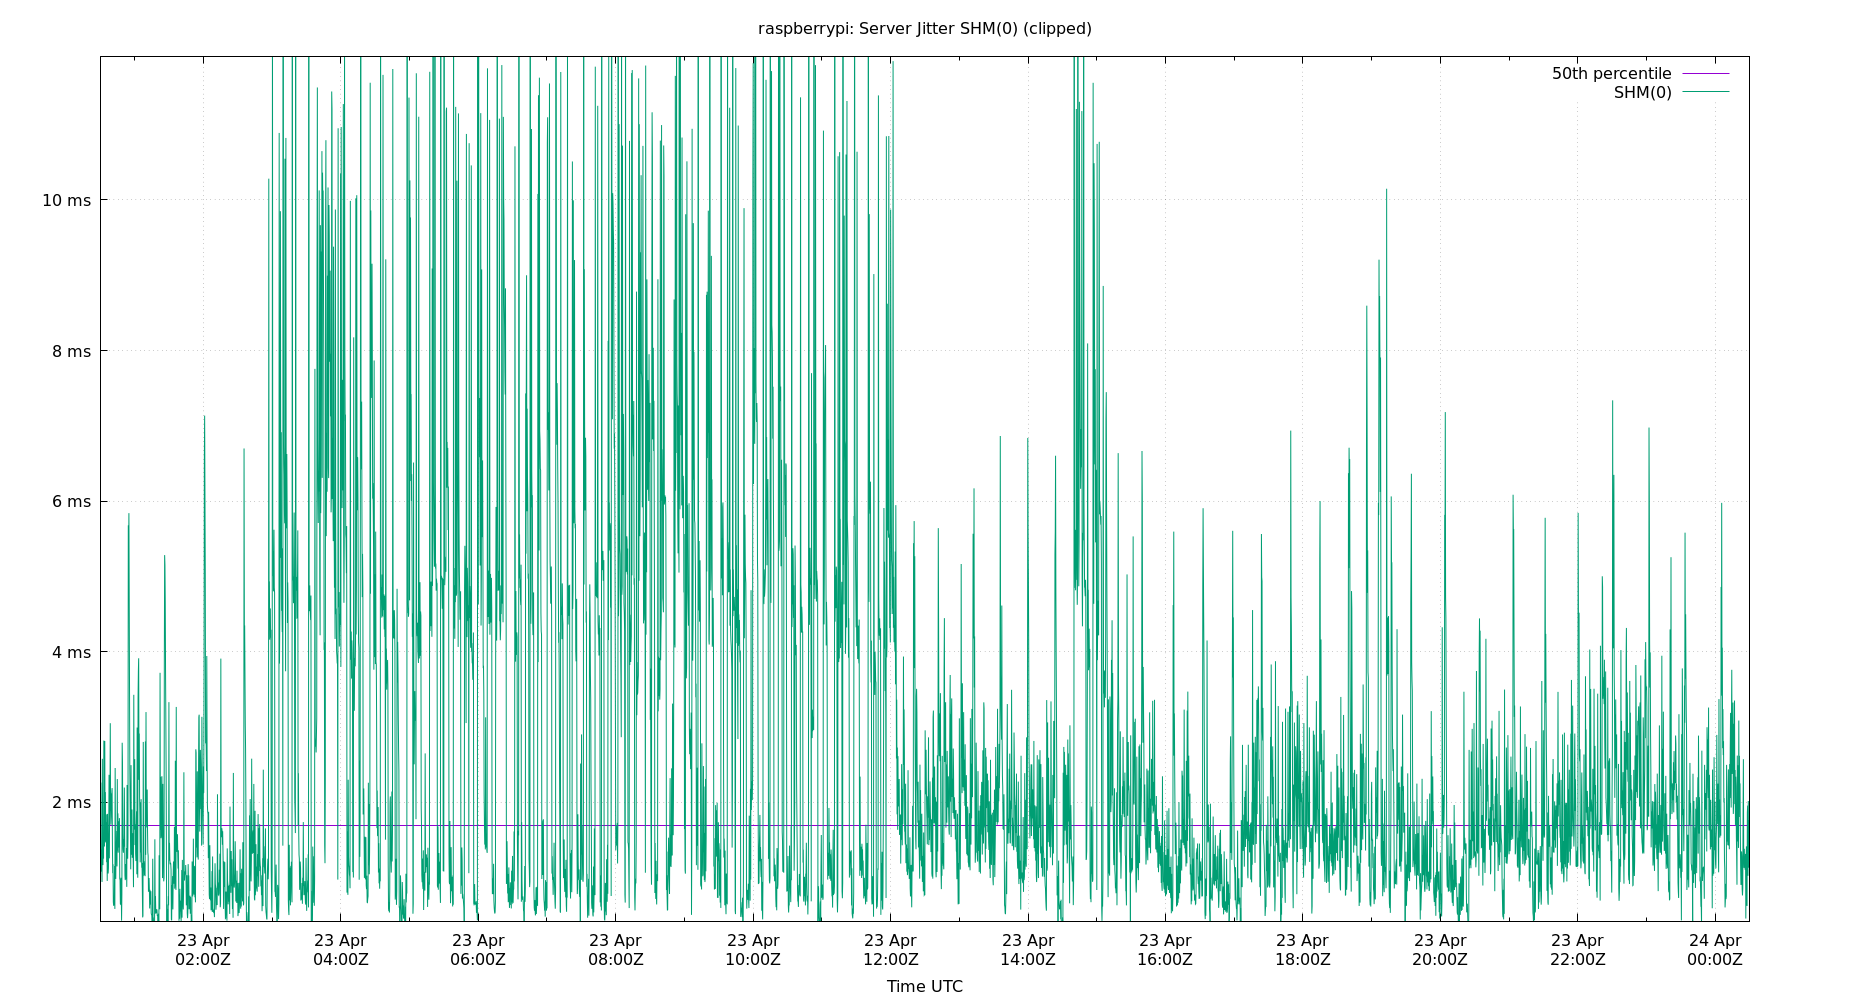 raspberrypi: Server Jitter SHM(0) (clipped)
50th percentile
SHM(0)
10 ms
8 ms
6 ms
4 ms
2 ms
23 Apr 23 Apr 23 Apr 23 Apr 23 Apr 23 Apr 23 Apr 23 Apr 23 Apr 23 Apr 23 Apr 24 Apr
02:00Z 04:00Z 06:00Z 08:00Z 10:00Z 12:00Z 14:00Z 16:00Z 18:00Z 20:00Z 22:00Z 00:00Z
Time UTC